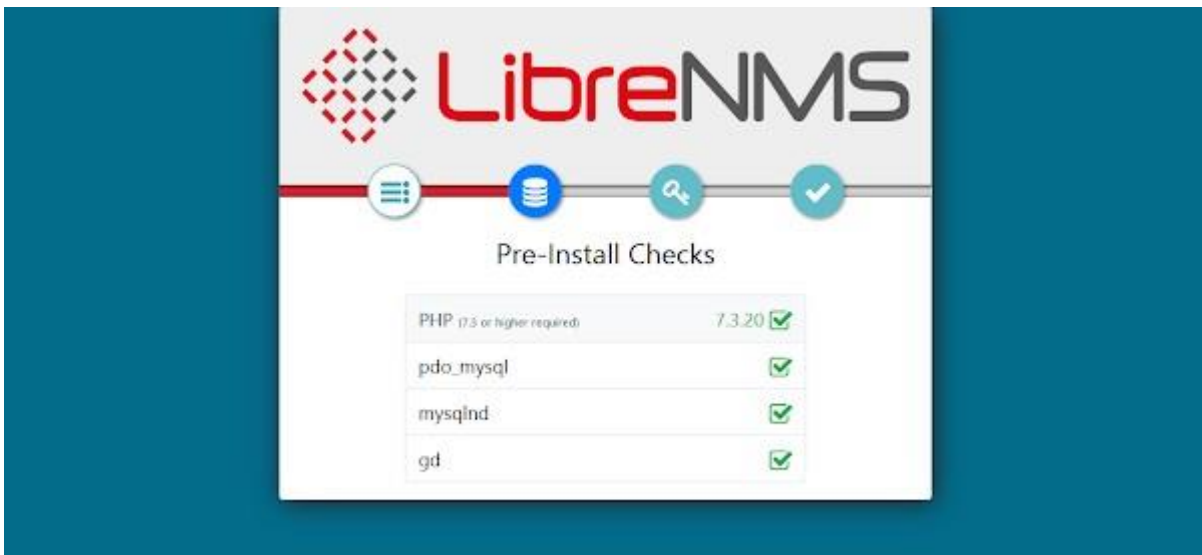 LibreNMS
Pre-Install Checks
PHP (7.3 or higher required) 7.3.20
pdo_mysql
mysqlnd
gd